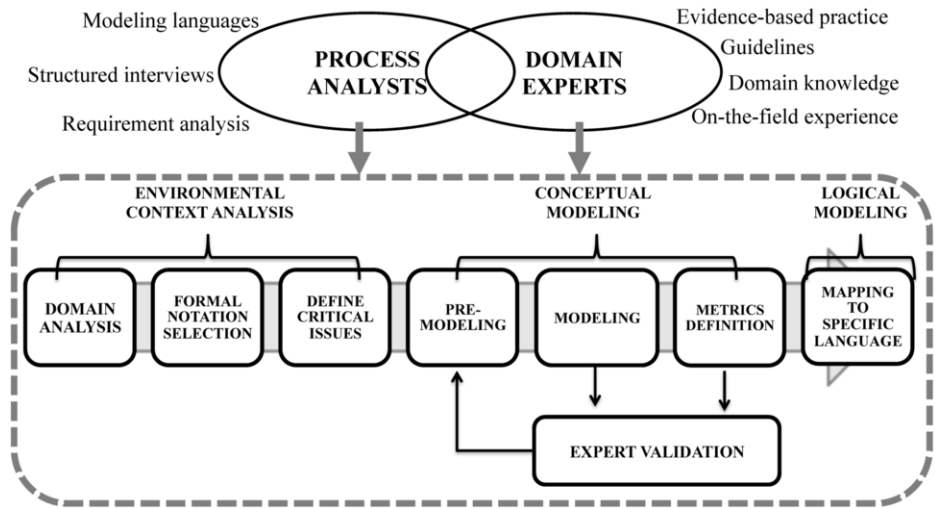 Modeling languages
Structured interviews
Requirement analysis
PROCESS
ANALYSTS
DOMAIN
EXPERTS
Evidence-based practice
Guidelines
Domain knowledge
On-the-field experience
ENVIRONMENTAL
CONTEXT ANALYSIS
CONCEPTUAL
MODELING
LOGICAL
MODELING
DOMAIN
ANALYSIS
FORMAL
NOTATION
SELECTION
DEFINE
CRITICAL
ISSUES
PRE-
MODELING
MODELING
METRICS
DEFINITION
MAPPING
TO
SPECIFIC
LANGUAGE
EXPERT VALIDATION